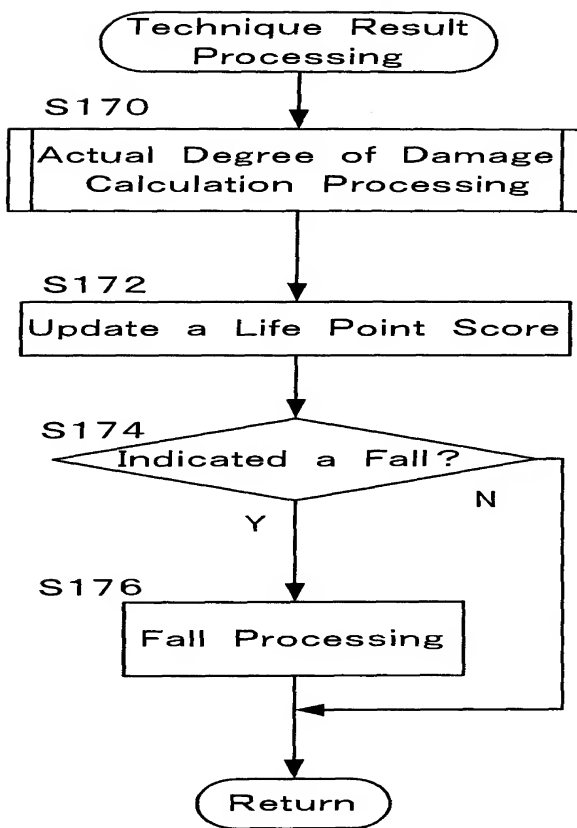 Technique Result
Processing
S170
Actual Degree of Damage
Calculation Processing
S172
Update a Life Point Score
S174
Indicated a Fall?
N
Y
S176
Fall Processing
Return